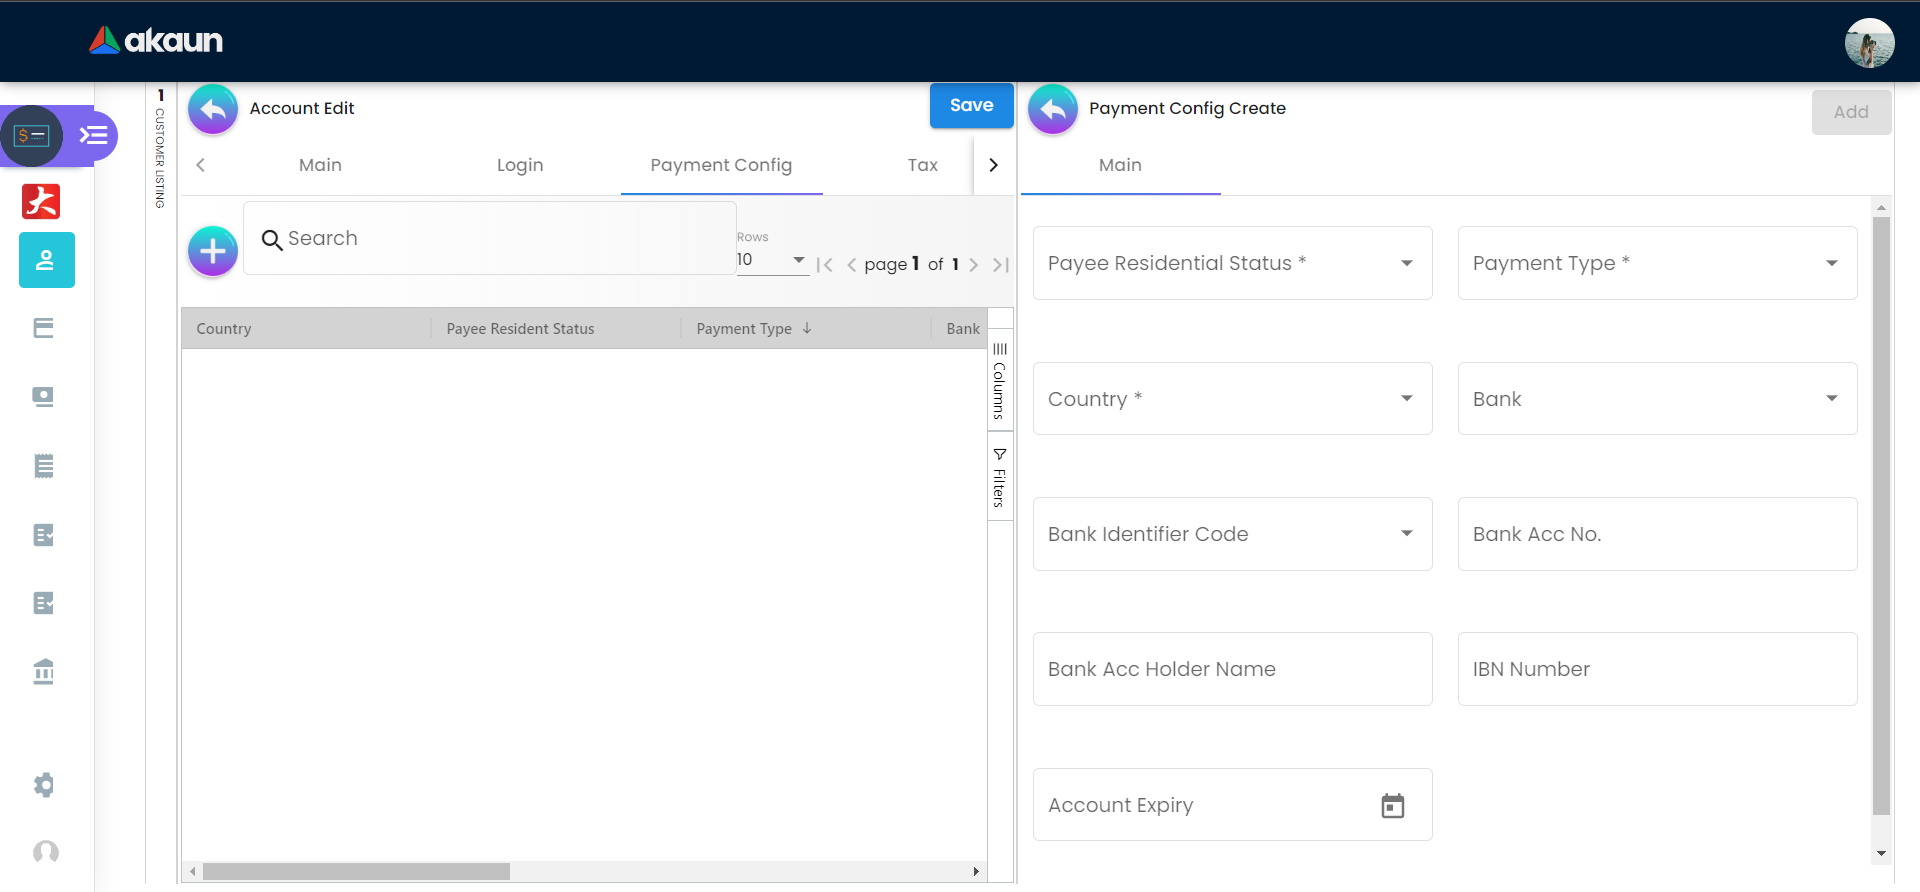 akaun
1
CUSTOMER LISTING
Account Edit
Save
Main
Login
Payment Config
Tax
Search
Rows
10
page 1 of 1
Country
Payee Resident Status
Payment Type
Bank
Columns
Filters
Payment Config Create
Add
Main
Payee Residential Status *
Payment Type *
Country *
Bank
Bank Identifier Code
Bank Acc No.
Bank Acc Holder Name
IBN Number
Account Expiry